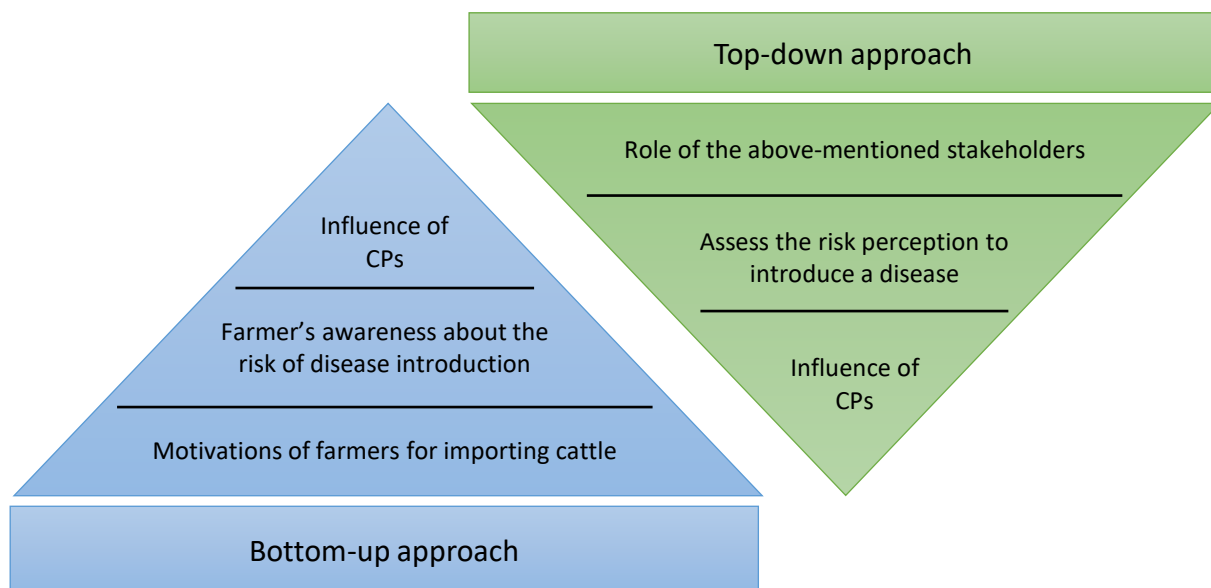 Top-down approach
Role of the above-mentioned stakeholders
Assess the risk perception to
introduce a disease
Influence of
CPs
Influence of
CPs
Farmer’s awareness about the
risk of disease introduction
Motivations of farmers for importing cattle
Bottom-up approach